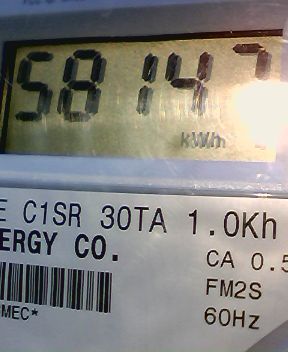 58147
kWh
E C1SR 30TA 1.0Kh
ERGY CO.
CA 0.5
FM2S
MEC*
60Hz